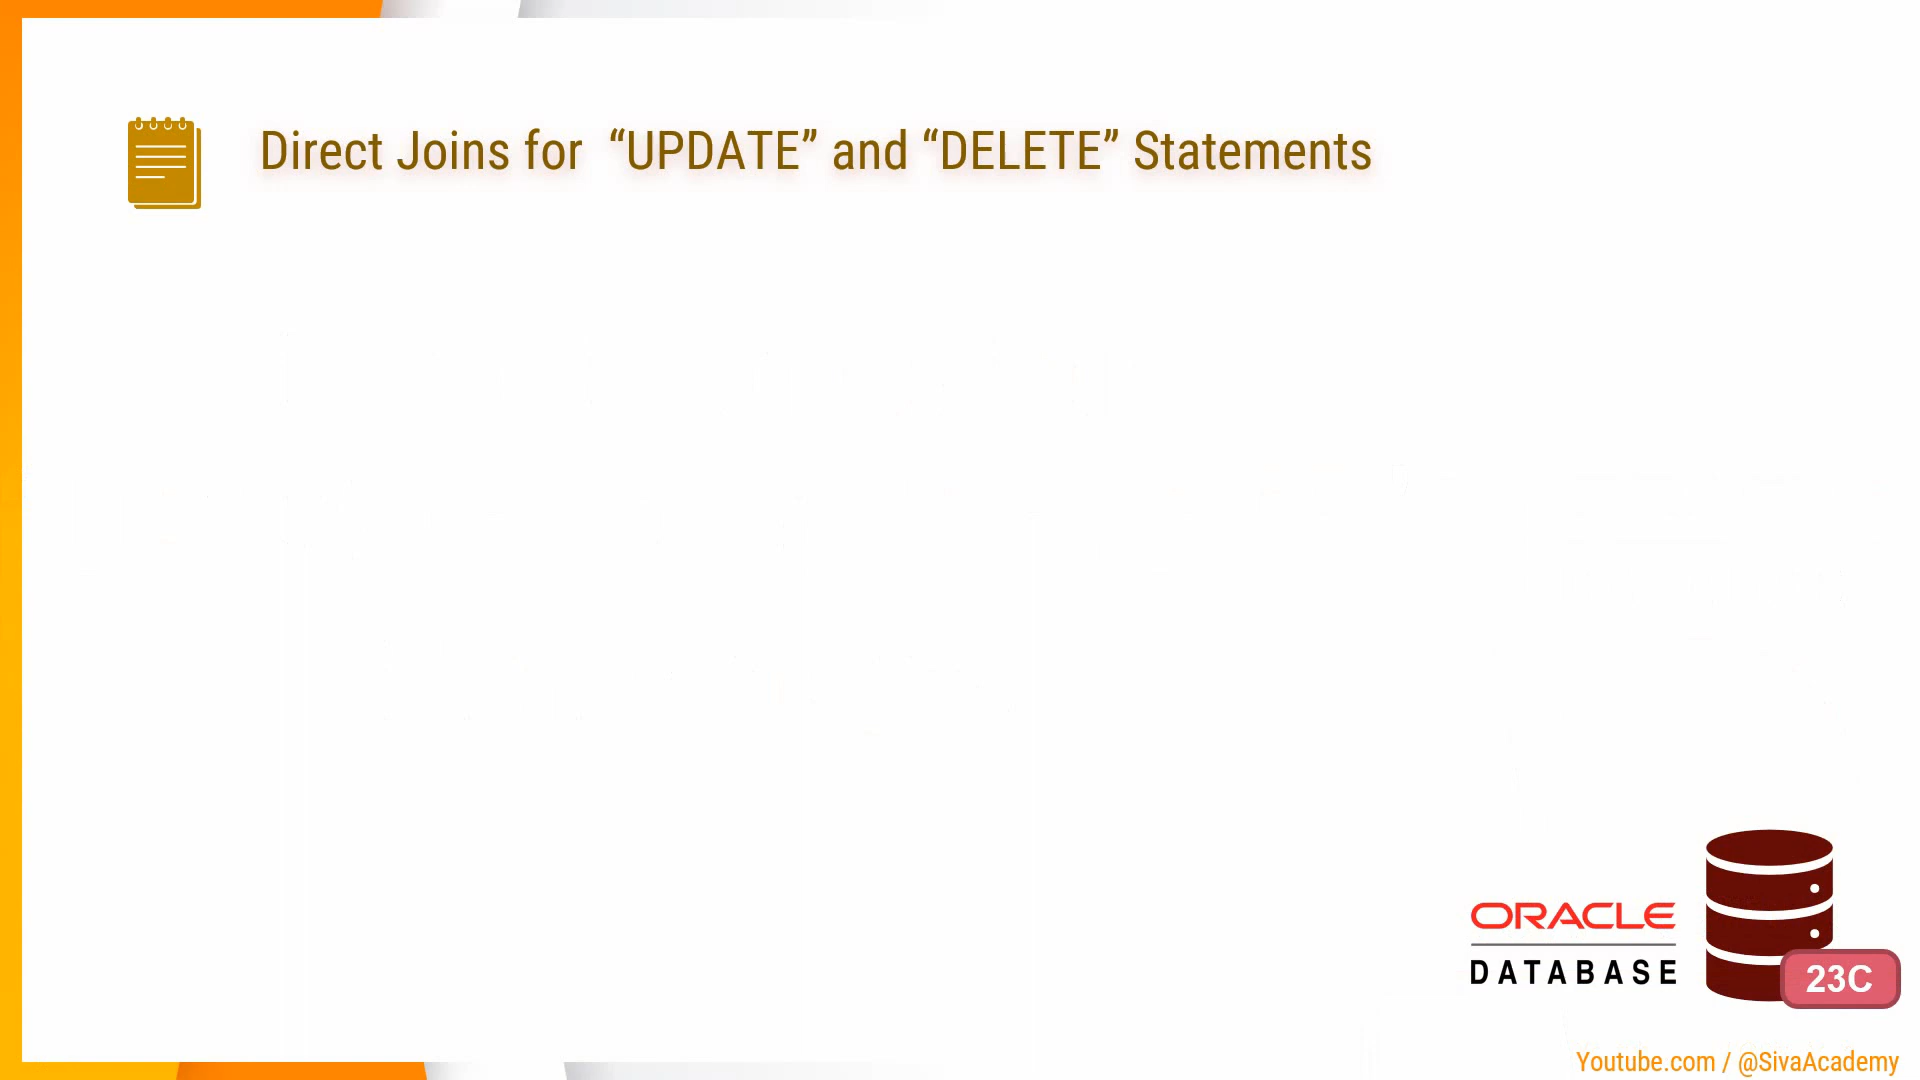 Direct Joins for “UPDATE” and “DELETE” Statements
ORACLE
DATABASE
23C
Youtube.com / @SivaAcademy